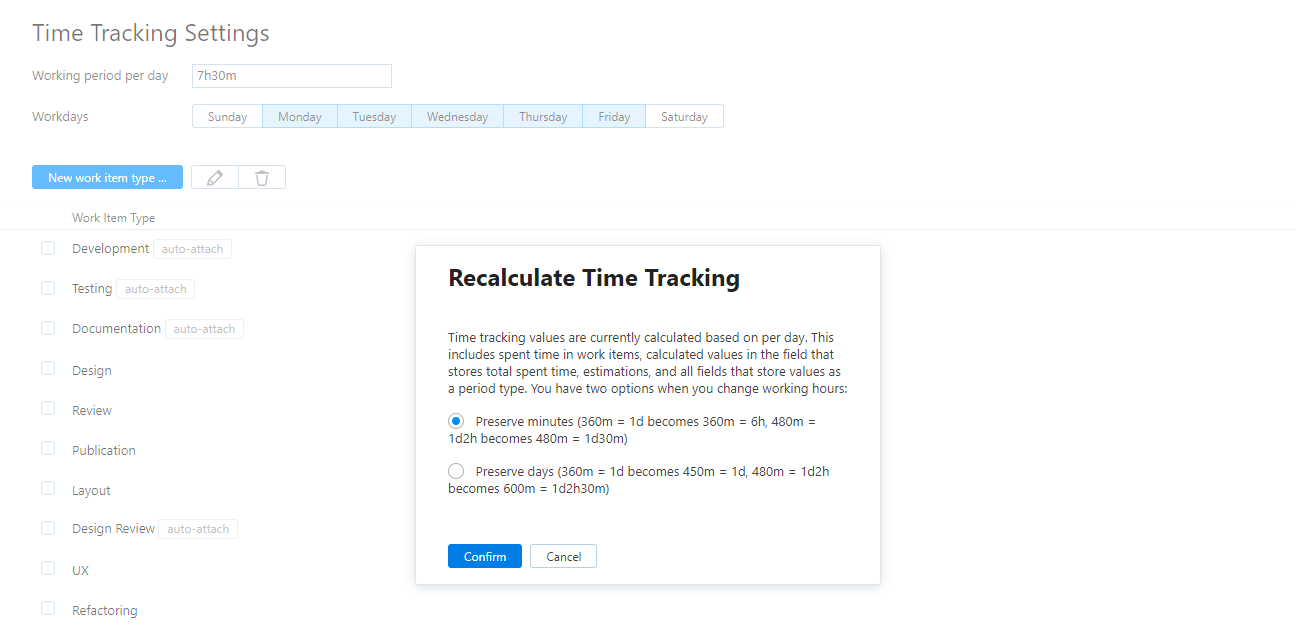 Time Tracking Settings
Working period per day 7h30m
Workdays Sunday Monday Tuesday Wednesday Thursday Friday Saturday
New work item type ...
Work Item Type
Development auto-attach
Testing auto-attach
Documentation auto-attach
Design
Review
Publication
Layout
Design Review auto-attach
UX
Refactoring
Recalculate Time Tracking
Time tracking values are currently calculated based on per day. This
includes spent time in work items, calculated values in the field that
stores total spent time, estimations, and all fields that store values as
a period type. You have two options when you change working hours:
Preserve minutes (360m = 1d becomes 360m = 6h, 480m =
1d2h becomes 480m = 1d30m)
Preserve days (360m = 1d becomes 450m = 1d, 480m = 1d2h
becomes 600m = 1d2h30m)
Confirm Cancel